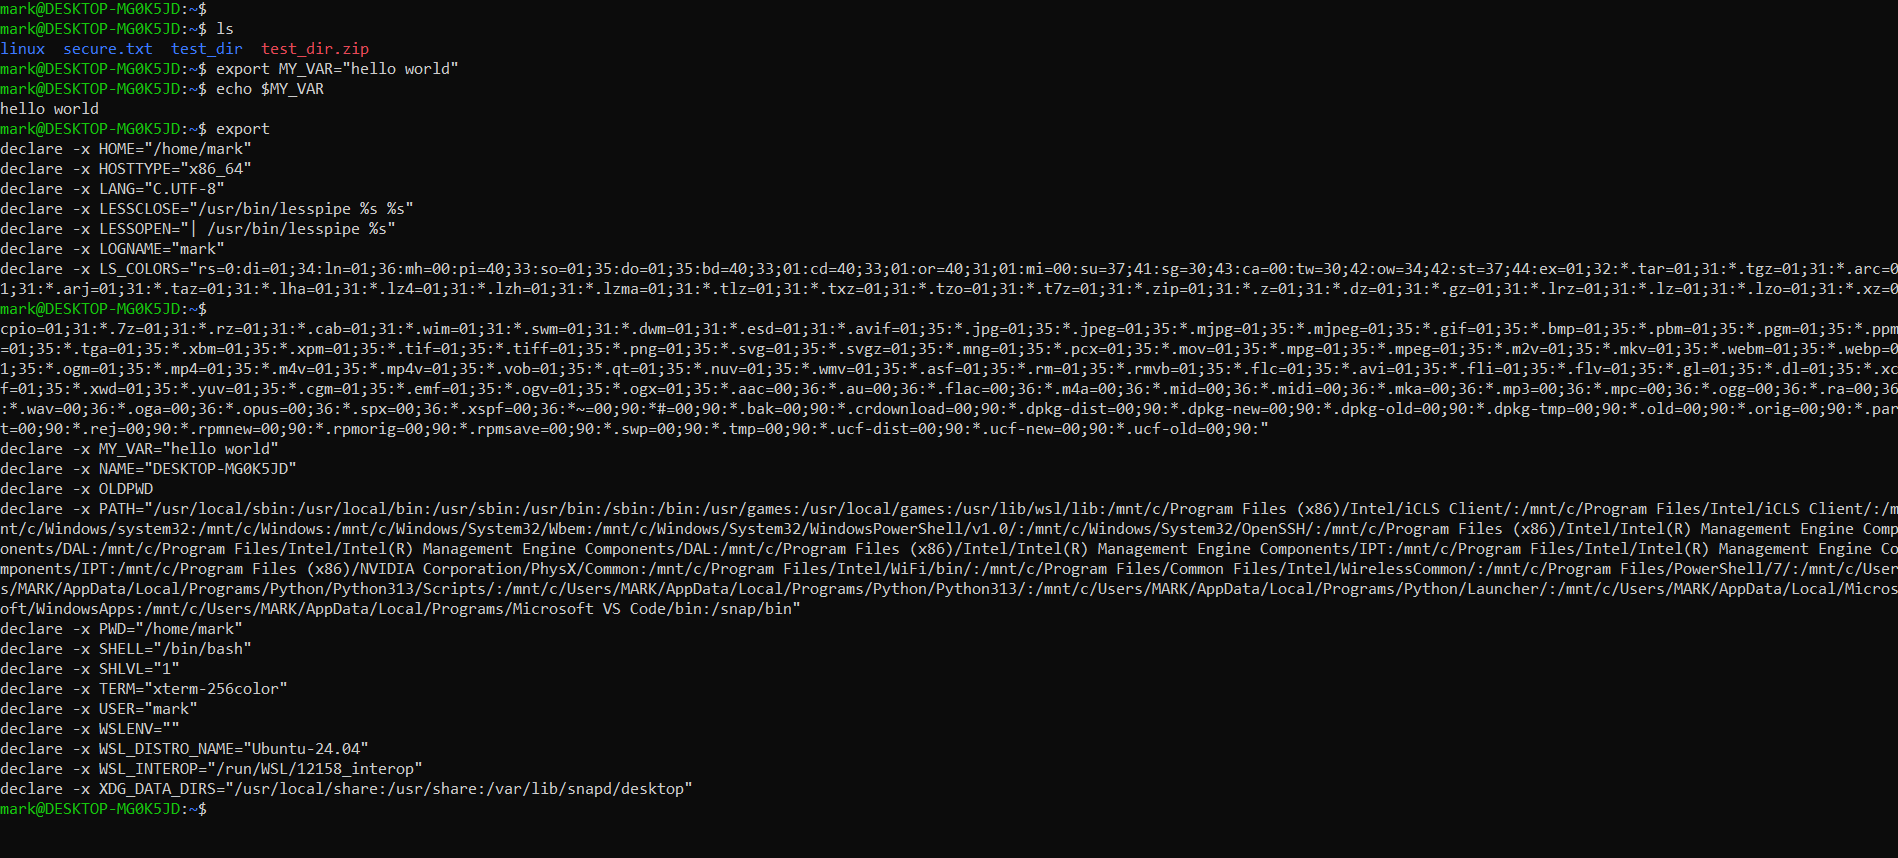 mark@DESKTOP-MG0K5JD:~$
mark@DESKTOP-MG0K5JD:~$ ls
linux  secure.txt  test_dir  test_dir.zip
mark@DESKTOP-MG0K5JD:~$ export MY_VAR="hello world"
mark@DESKTOP-MG0K5JD:~$ echo $MY_VAR
hello world
mark@DESKTOP-MG0K5JD:~$ export
declare -x HOME="/home/mark"
declare -x HOSTTYPE="x86_64"
declare -x LANG="C.UTF-8"
declare -x LESSCLOSE="/usr/bin/lesspipe %s %s"
declare -x LESSOPEN="| /usr/bin/lesspipe %s"
declare -x LOGNAME="mark"
declare -x LS_COLORS="rs=0:di=01;34:ln=01;36:mh=00:pi=40;33:so=01;35:do=01;35:bd=40;33;01:cd=40;33;01:or=40;31;01:mi=00:su=37;41:sg=30;43:ca=00:tw=30;42:ow=34;42:st=37;44:ex=01;32:*.tar=01;31:*.tgz=01;31:*.arc=0
01;31:*.arj=01;31:*.taz=01;31:*.lha=01;31:*.lz4=01;31:*.lzh=01;31:*.lzma=01;31:*.tlz=01;31:*.txz=01;31:*.tzo=01;31:*.t7z=01;31:*.zip=01;31:*.z=01;31:*.dz=01;31:*.gz=01;31:*.lrz=01;31:*.lz=01;31:*.lzo=01;31:*.xz=0
mark@DESKTOP-MG0K5JD:~$
cpio=01;31:*.7z=01;31:*.rz=01;31:*.cab=01;31:*.wim=01;31:*.swm=01;31:*.dwm=01;31:*.esd=01;31:*.avif=01;35:*.jpg=01;35:*.jpeg=01;35:*.mjpg=01;35:*.mjpeg=01;35:*.gif=01;35:*.bmp=01;35:*.pbm=01;35:*.pgm=01;35:*.ppm
=01;35:*.tga=01;35:*.xbm=01;35:*.xpm=01;35:*.tif=01;35:*.tiff=01;35:*.png=01;35:*.svg=01;35:*.svgz=01;35:*.mng=01;35:*.pcx=01;35:*.mov=01;35:*.mpg=01;35:*.mpeg=01;35:*.m2v=01;35:*.mkv=01;35:*.webm=01;35:*.webp=0
1;35:*.ogm=01;35:*.mp4=01;35:*.m4v=01;35:*.mp4v=01;35:*.vob=01;35:*.qt=01;35:*.nuv=01;35:*.wmv=01;35:*.asf=01;35:*.rm=01;35:*.rmvb=01;35:*.flc=01;35:*.avi=01;35:*.fli=01;35:*.flv=01;35:*.gl=01;35:*.dl=01;35:*.xc
f=01;35:*.xwd=01;35:*.yuv=01;35:*.cgm=01;35:*.emf=01;35:*.ogv=01;35:*.ogx=01;35:*.aac=00;36:*.au=00;36:*.flac=00;36:*.m4a=00;36:*.mid=00;36:*.midi=00;36:*.mka=00;36:*.mp3=00;36:*.mpc=00;36:*.ogg=00;36:*.ra=00;36
:*.wav=00;36:*.oga=00;36:*.opus=00;36:*.spx=00;36:*.xspf=00;36:*~=00;90:*#=00;90:*.bak=00;90:*.crdownload=00;90:*.dpkg-dist=00;90:*.dpkg-new=00;90:*.dpkg-old=00;90:*.dpkg-tmp=00;90:*.old=00;90:*.orig=00;90:*.par
t=00;90:*.rej=00;90:*.rpmnew=00;90:*.rpmorig=00;90:*.rpmsave=00;90:*.swp=00;90:*.tmp=00;90:*.ucf-dist=00;90:*.ucf-new=00;90:*.ucf-old=00;90:"
declare -x MY_VAR="hello world"
declare -x NAME="DESKTOP-MG0K5JD"
declare -x OLDPWD
declare -x PATH="/usr/local/sbin:/usr/local/bin:/usr/sbin:/usr/bin:/sbin:/bin:/usr/games:/usr/local/games:/usr/lib/wsl/lib:/mnt/c/Program Files (x86)/Intel/iCLS Client/:/mnt/c/Program Files/Intel/iCLS Client/:/m
nt/c/Windows/system32:/mnt/c/Windows:/mnt/c/Windows/System32/Wbem:/mnt/c/Windows/System32/WindowsPowerShell/v1.0/:/mnt/c/Windows/System32/OpenSSH/:/mnt/c/Program Files (x86)/Intel/Intel(R) Management Engine Comp
onents/DAL:/mnt/c/Program Files/Intel/Intel(R) Management Engine Components/DAL:/mnt/c/Program Files (x86)/Intel/Intel(R) Management Engine Components/IPT:/mnt/c/Program Files/Intel/Intel(R) Management Engine Co
mponents/IPT:/mnt/c/Program Files (x86)/NVIDIA Corporation/PhysX/Common:/mnt/c/Program Files/Intel/WiFi/bin/:/mnt/c/Program Files/Common Files/Intel/WirelessCommon/:/mnt/c/Program Files/PowerShell/7/:/mnt/c/User
s/MARK/AppData/Local/Programs/Python/Python313/Scripts/:/mnt/c/Users/MARK/AppData/Local/Programs/Python/Python313/:/mnt/c/Users/MARK/AppData/Local/Programs/Python/Launcher/:/mnt/c/Users/MARK/AppData/Local/Micros
oft/WindowsApps:/mnt/c/Users/MARK/AppData/Local/Programs/Microsoft VS Code/bin:/snap/bin"
declare -x PWD="/home/mark"
declare -x SHELL="/bin/bash"
declare -x SHLVL="1"
declare -x TERM="xterm-256color"
declare -x USER="mark"
declare -x WSLENV=""
declare -x WSL_DISTRO_NAME="Ubuntu-24.04"
declare -x WSL_INTEROP="/run/WSL/12158_interop"
declare -x XDG_DATA_DIRS="/usr/local/share:/usr/share:/var/lib/snapd/desktop"
mark@DESKTOP-MG0K5JD:~$